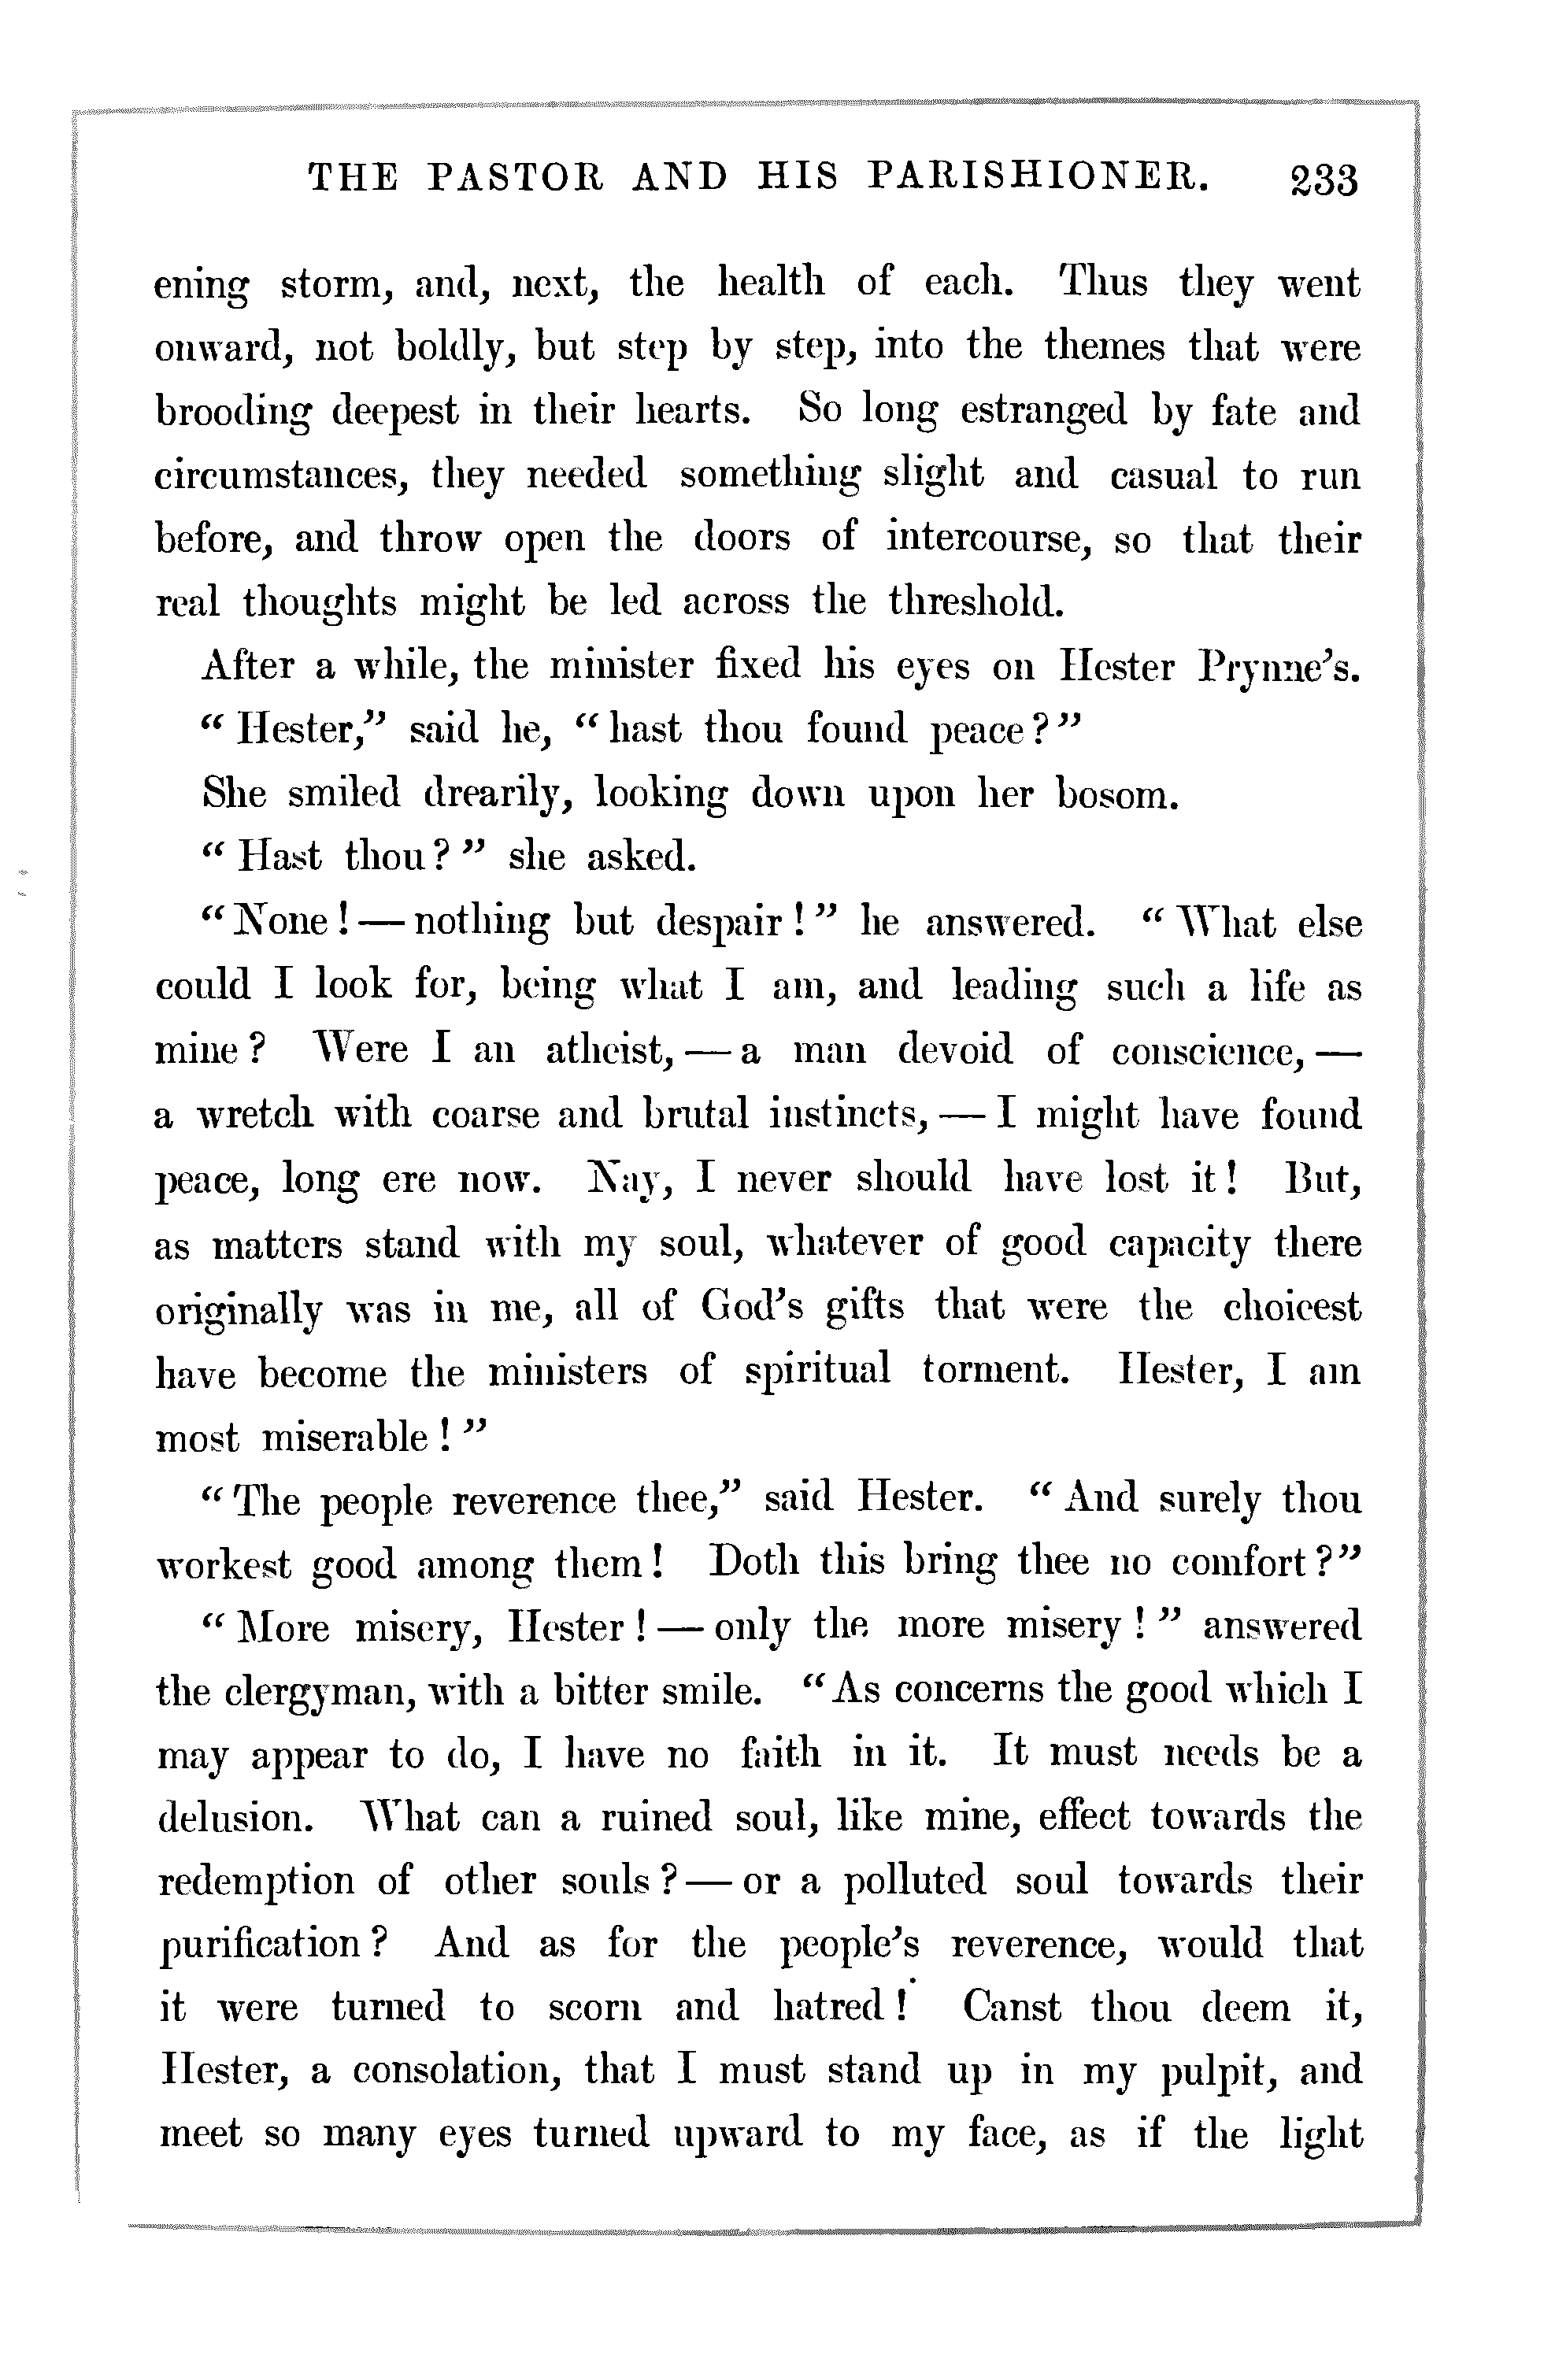 THE PASTOR AND HIS PARISHIONER. 233
ening storm, and, next, the health of each. Thus they went
onward, not boldly, but step by step, into the themes that were
brooding deepest in their hearts. So long estranged by fate and
circumstances, they needed something slight and casual to run
before, and throw open the doors of intercourse, so that their
real thoughts might be led across the threshold.
After a while, the minister fixed his eyes on Hester Prynne's.
"Hester," said he, "hast thou found peace?"
She smiled drearily, looking down upon her bosom.
"Hast thou?" she asked.
"None! — nothing but despair!" he answered. "What else
could I look for, being what I am, and leading such a life as
mine? Were I an atheist, — a man devoid of conscience, —
a wretch with coarse and brutal instincts, — I might have found
peace, long ere now. Nay, I never should have lost it! But,
as matters stand with my soul, whatever of good capacity there
originally was in me, all of God's gifts that were the choicest
have become the ministers of spiritual torment. Hester, I am
most miserable!"
"The people reverence thee," said Hester. "And surely thou
workest good among them! Doth this bring thee no comfort?"
"More misery, Hester! — only the more misery!" answered
the clergyman, with a bitter smile. "As concerns the good which I
may appear to do, I have no faith in it. It must needs be a
delusion. What can a ruined soul, like mine, effect towards the
redemption of other souls? — or a polluted soul towards their
purification? And as for the people's reverence, would that
it were turned to scorn and hatred! Canst thou deem it,
Hester, a consolation, that I must stand up in my pulpit, and
meet so many eyes turned upward to my face, as if the light